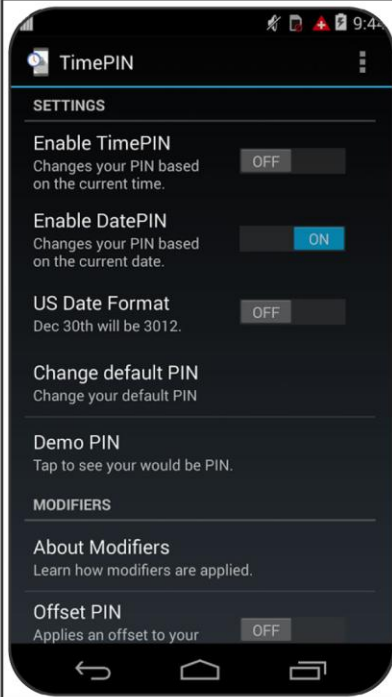 9:44
TimePIN
SETTINGS
Enable TimePIN
Changes your PIN based
on the current time.
OFF
Enable DatePIN
Changes your PIN based
on the current date.
ON
US Date Format
Dec 30th will be 3012.
OFF
Change default PIN
Change your default PIN
Demo PIN
Tap to see your would be PIN.
MODIFIERS
About Modifiers
Learn how modifiers are applied.
Offset PIN
Applies an offset to your
OFF